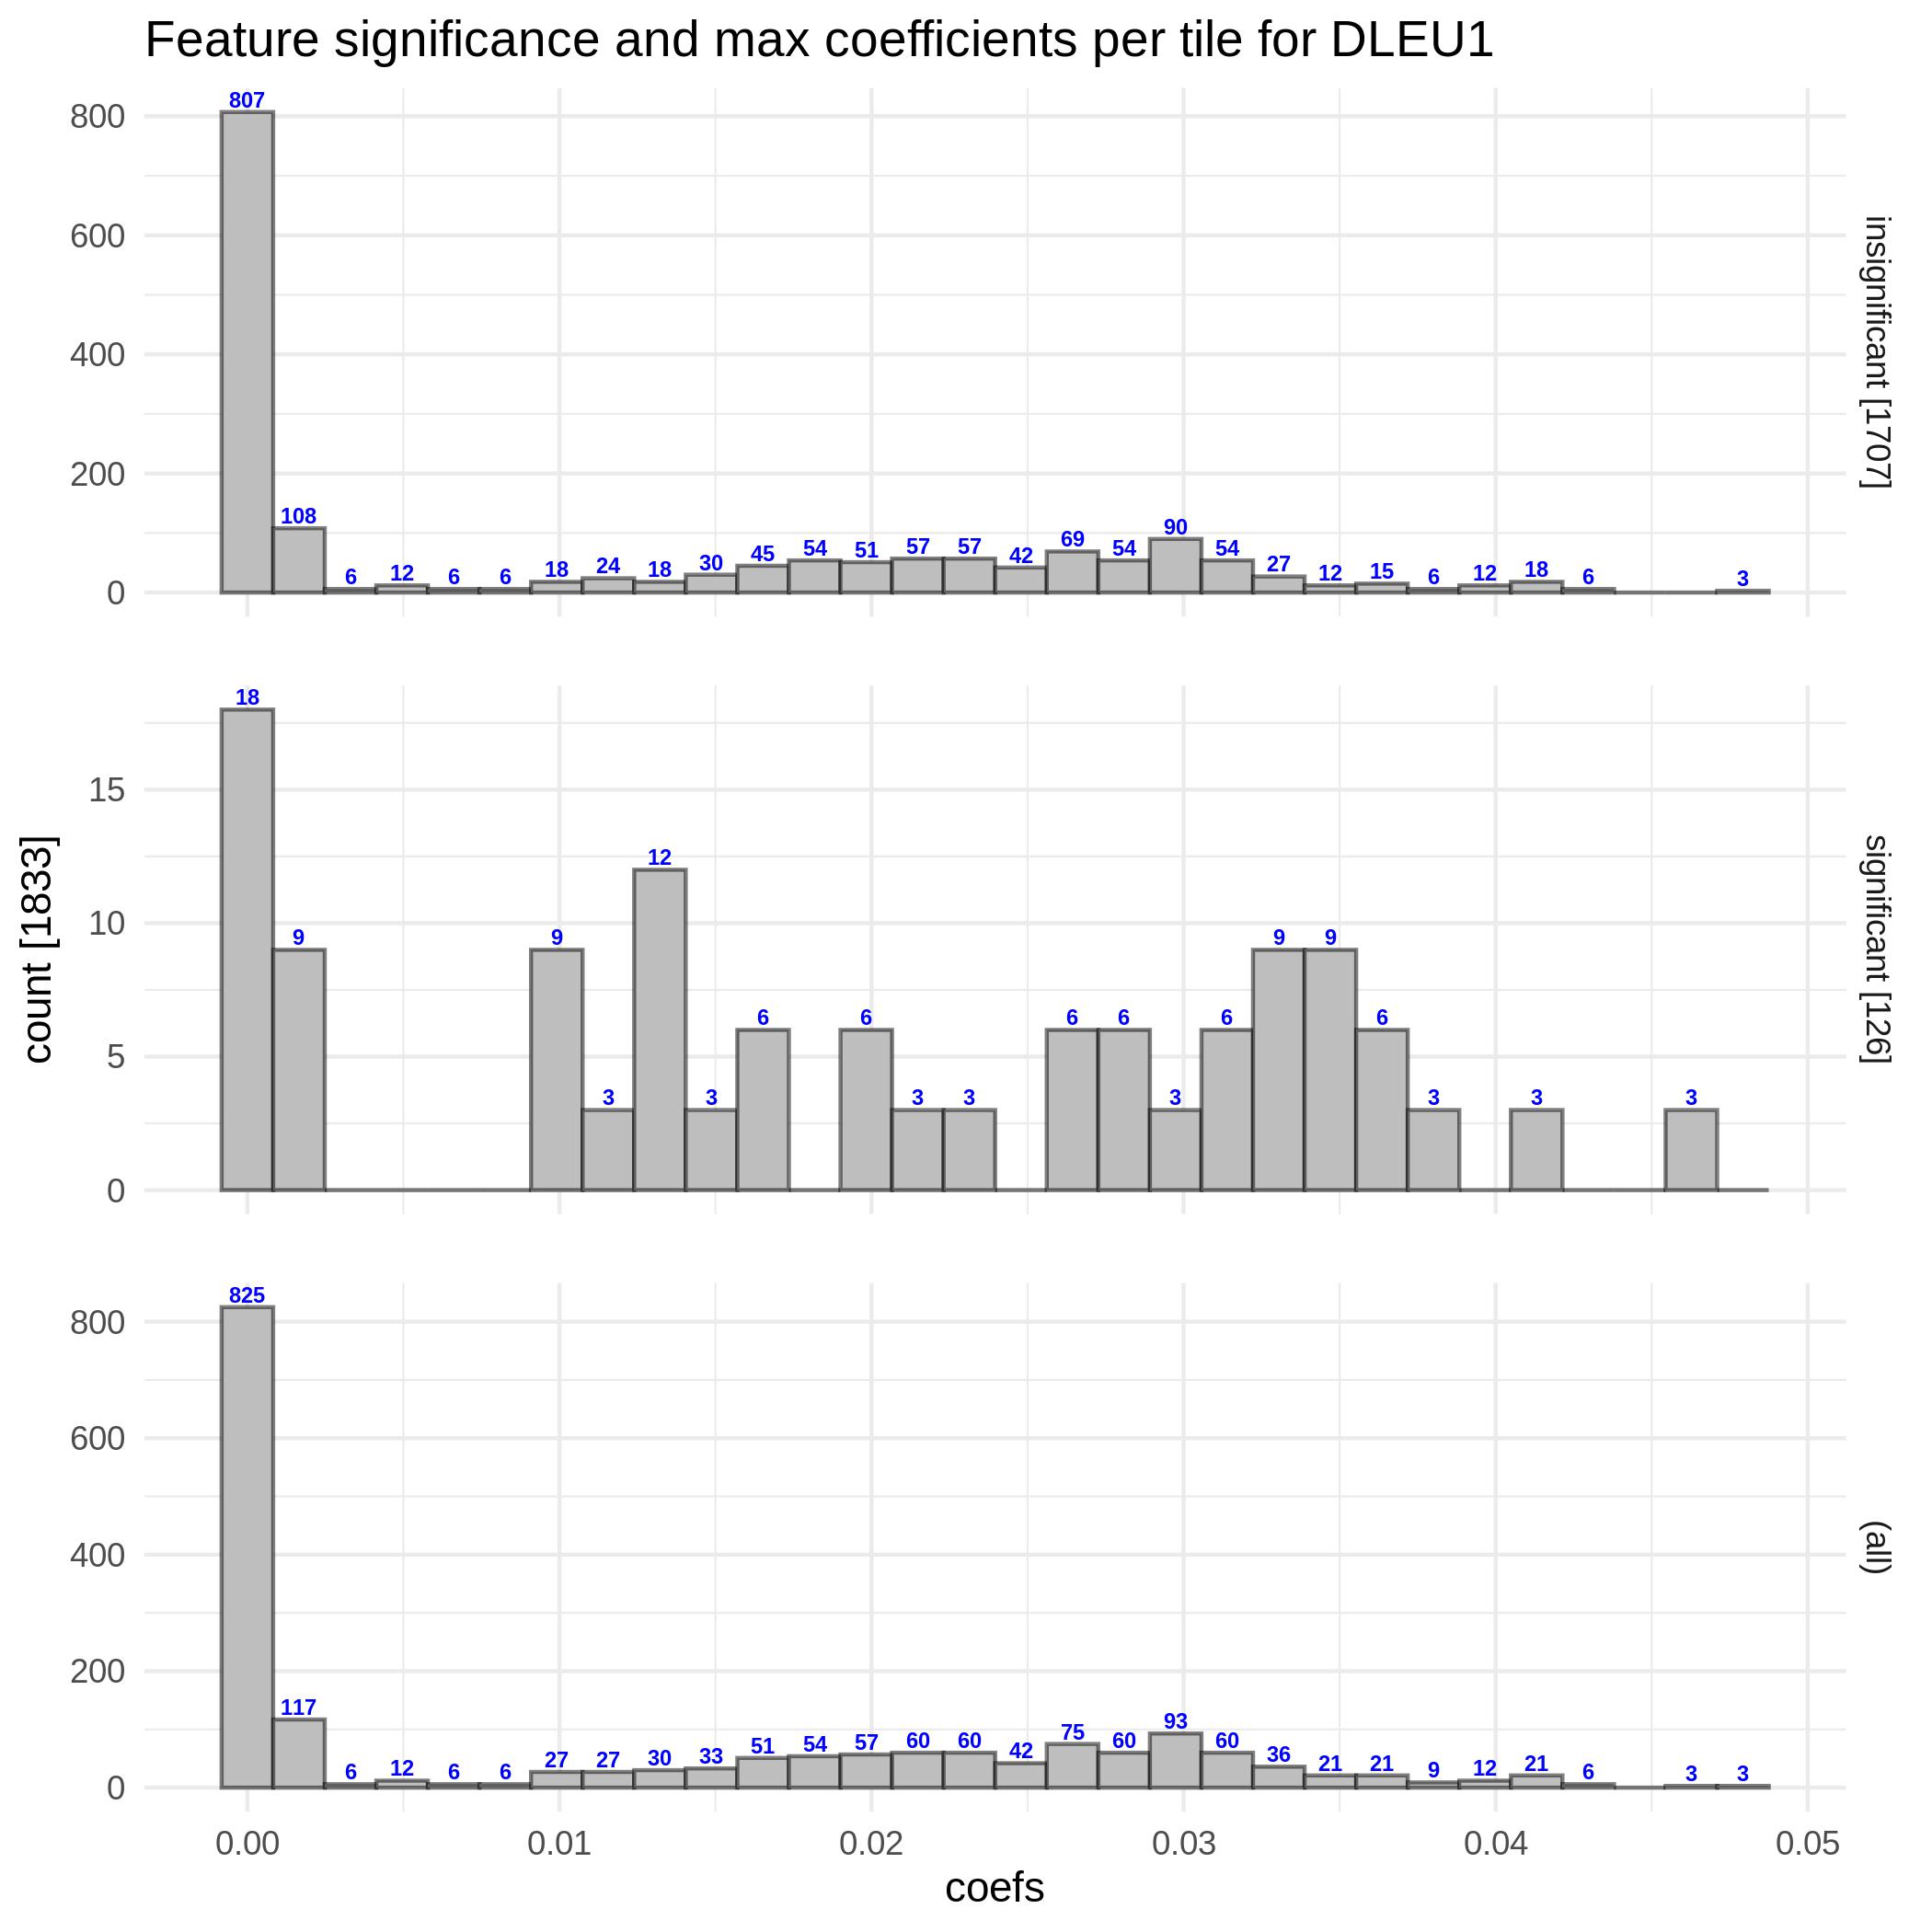 Feature significance and max coefficients per tile for DLEU1
807
108
6 12 6 6 18 24 18 30 45 54 51 57 57 42 69 54 90 54 27 12 15 6 12 18 6 3
800
600
400
200
0
insignificant [1707]
18
9
9 3 12 3 6 6 3 3 6 6 3 6 9 9 6 3 3 3
15
10
5
0
significant [126]
count [1833]
825
117
6 12 6 6 27 27 30 33 51 54 57 60 60 42 75 60 93 60 36 21 21 9 12 21 6 3 3
800
600
400
200
0
(all)
0.00 0.01 0.02 0.03 0.04 0.05
coefs